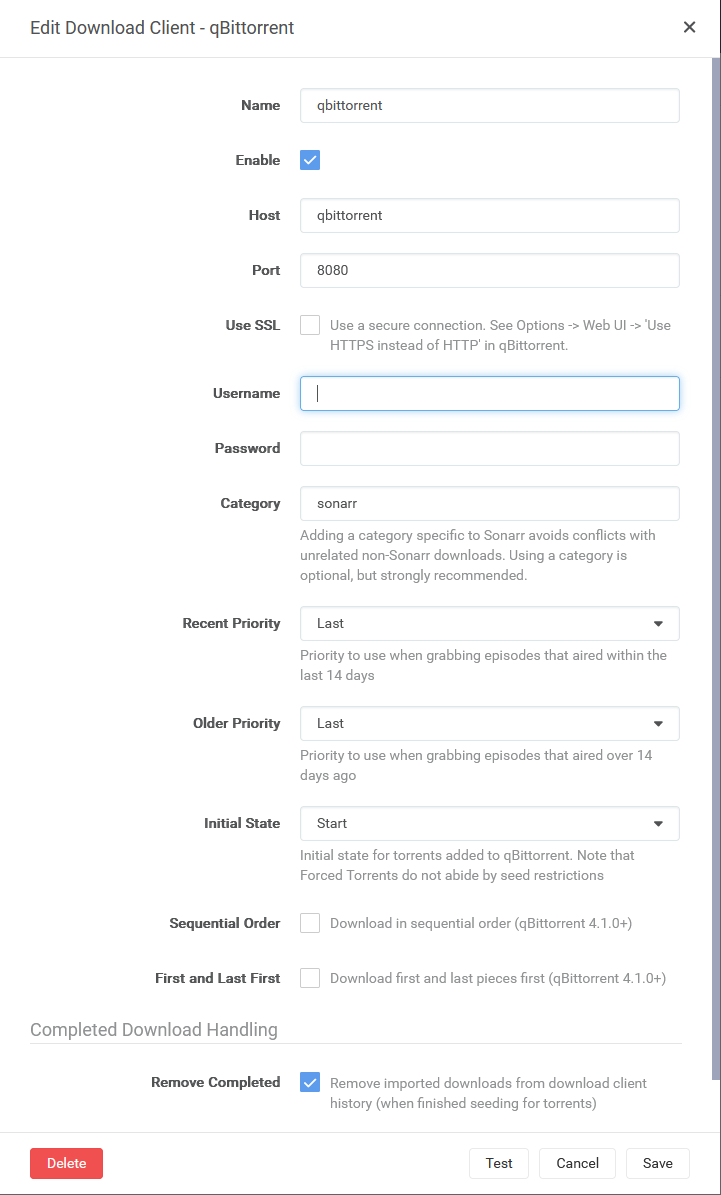 Edit Download Client - qBittorrent
Name
qbittorrent
Enable
Host
qbittorrent
Port
8080
Use SSL
Use a secure connection. See Options -> Web UI -> 'Use
HTTPS instead of HTTP' in qBittorrent.
Username
Password
Category
sonarr
Adding a category specific to Sonarr avoids conflicts with
unrelated non-Sonarr downloads. Using a category is
optional, but strongly recommended.
Recent Priority
Last
Priority to use when grabbing episodes that aired within the
last 14 days
Older Priority
Last
Priority to use when grabbing episodes that aired over 14
days ago
Initial State
Start
Initial state for torrents added to qBittorrent. Note that
Forced Torrents do not abide by seed restrictions
Sequential Order
Download in sequential order (qBittorrent 4.1.0+)
First and Last First
Download first and last pieces first (qBittorrent 4.1.0+)
Completed Download Handling
Remove Completed
Remove imported downloads from download client
history (when finished seeding for torrents)
Delete
Test
Cancel
Save